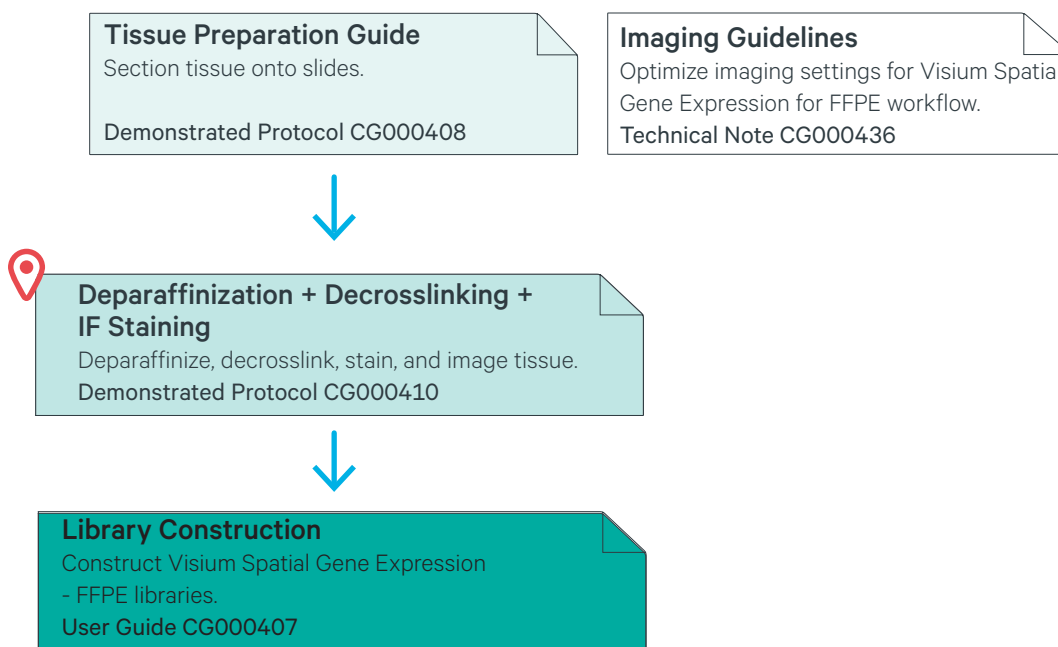 Tissue Preparation Guide
Section tissue onto slides.
Demonstrated Protocol CG000408
Imaging Guidelines
Optimize imaging settings for Visium Spatia
Gene Expression for FFPE workflow.
Technical Note CG000436
Deparaffinization + Decrosslinking +
IF Staining
Deparaffinize, decrosslink, stain, and image tissue.
Demonstrated Protocol CG000410
Library Construction
Construct Visium Spatial Gene Expression
- FFPE libraries.
User Guide CG000407